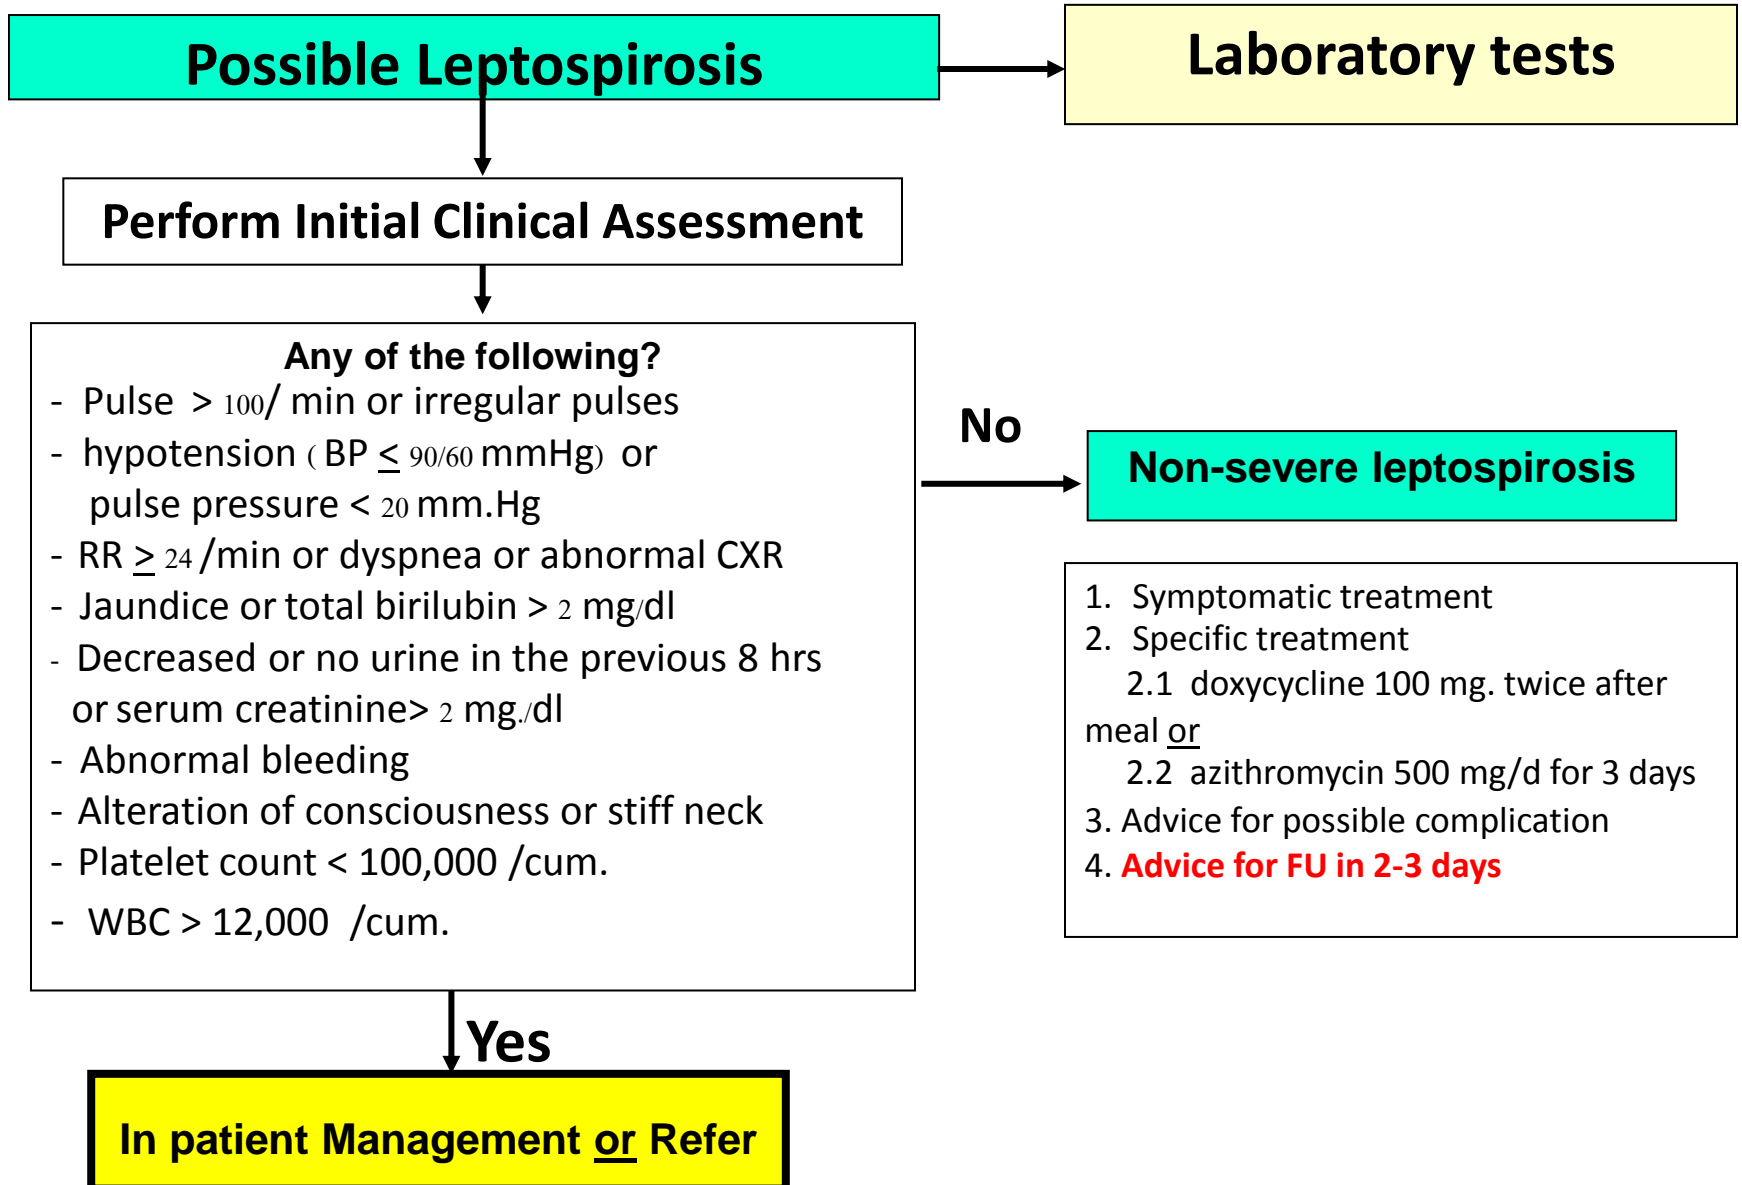 Possible Leptospirosis
Laboratory tests
Perform Initial Clinical Assessment
Any of the following?
- Pulse > 100/ min or irregular pulses
- hypotension ( BP ≤ 90/60 mmHg) or
pulse pressure < 20 mm.Hg
- RR ≥ 24 /min or dyspnea or abnormal CXR
- Jaundice or total birilubin > 2 mg/dl
- Decreased or no urine in the previous 8 hrs
or serum creatinine> 2 mg./dl
- Abnormal bleeding
- Alteration of consciousness or stiff neck
- Platelet count < 100,000 /cum.
- WBC > 12,000 /cum.
No
Non-severe leptospirosis
1. Symptomatic treatment
2. Specific treatment
2.1 doxycycline 100 mg. twice after
meal or
2.2 azithromycin 500 mg/d for 3 days
3. Advice for possible complication
4. Advice for FU in 2-3 days
Yes
In patient Management or Refer